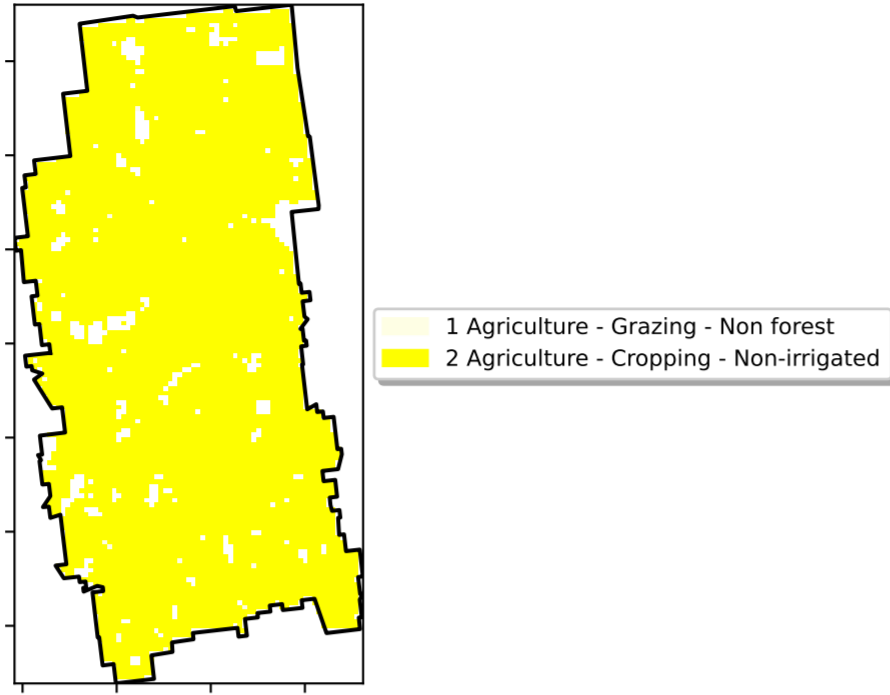 1 Agriculture - Grazing - Non forest
2 Agriculture - Cropping - Non-irrigated